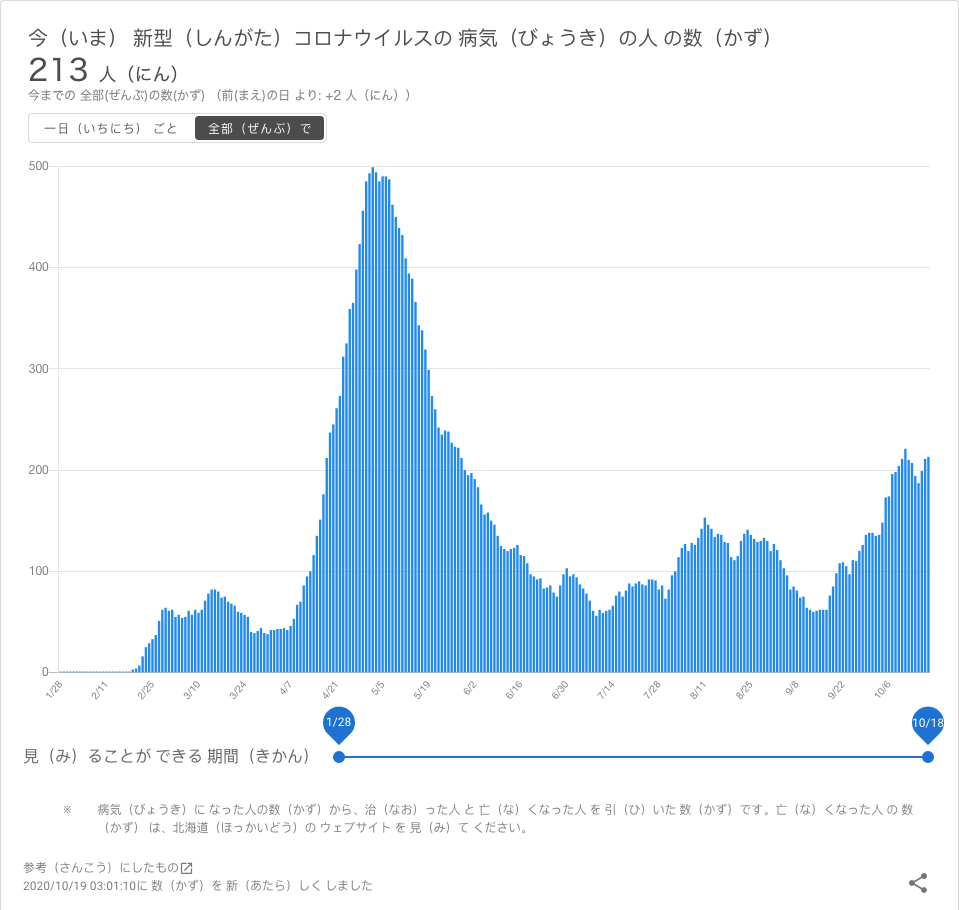 今（いま） 新型（しんがた）コロナウイルスの 病気（びょうき）の人 の数（かず）
213 人（にん）
今までの 全部(ぜんぶ)の数(かず) （前(まえ)の日 より: +2 人（にん））
一日（いちにち） ごと 全部（ぜんぶ）で
500
400
300
200
100
0
1/28 2/11 2/25 3/10 3/24 4/7 4/21 5/5 5/19 6/2 6/16 6/30 7/14 7/28 8/11 8/25 9/8 9/22 10/6
1/28 10/18
見（み）ることが できる 期間（きかん）
※ 病気（びょうき）に なった人の数（かず）から、治（なお）った人 と 亡（な）くなった人 を 引（ひ）いた 数（かず）です。亡（な）くなった人 の 数
（かず） は、北海道（ほっかいどう）の ウェブサイト を 見（み）て ください。
参考（さんこう）にしたもの
2020/10/19 03:01:10に 数（かず）を 新（あたら）しく しました